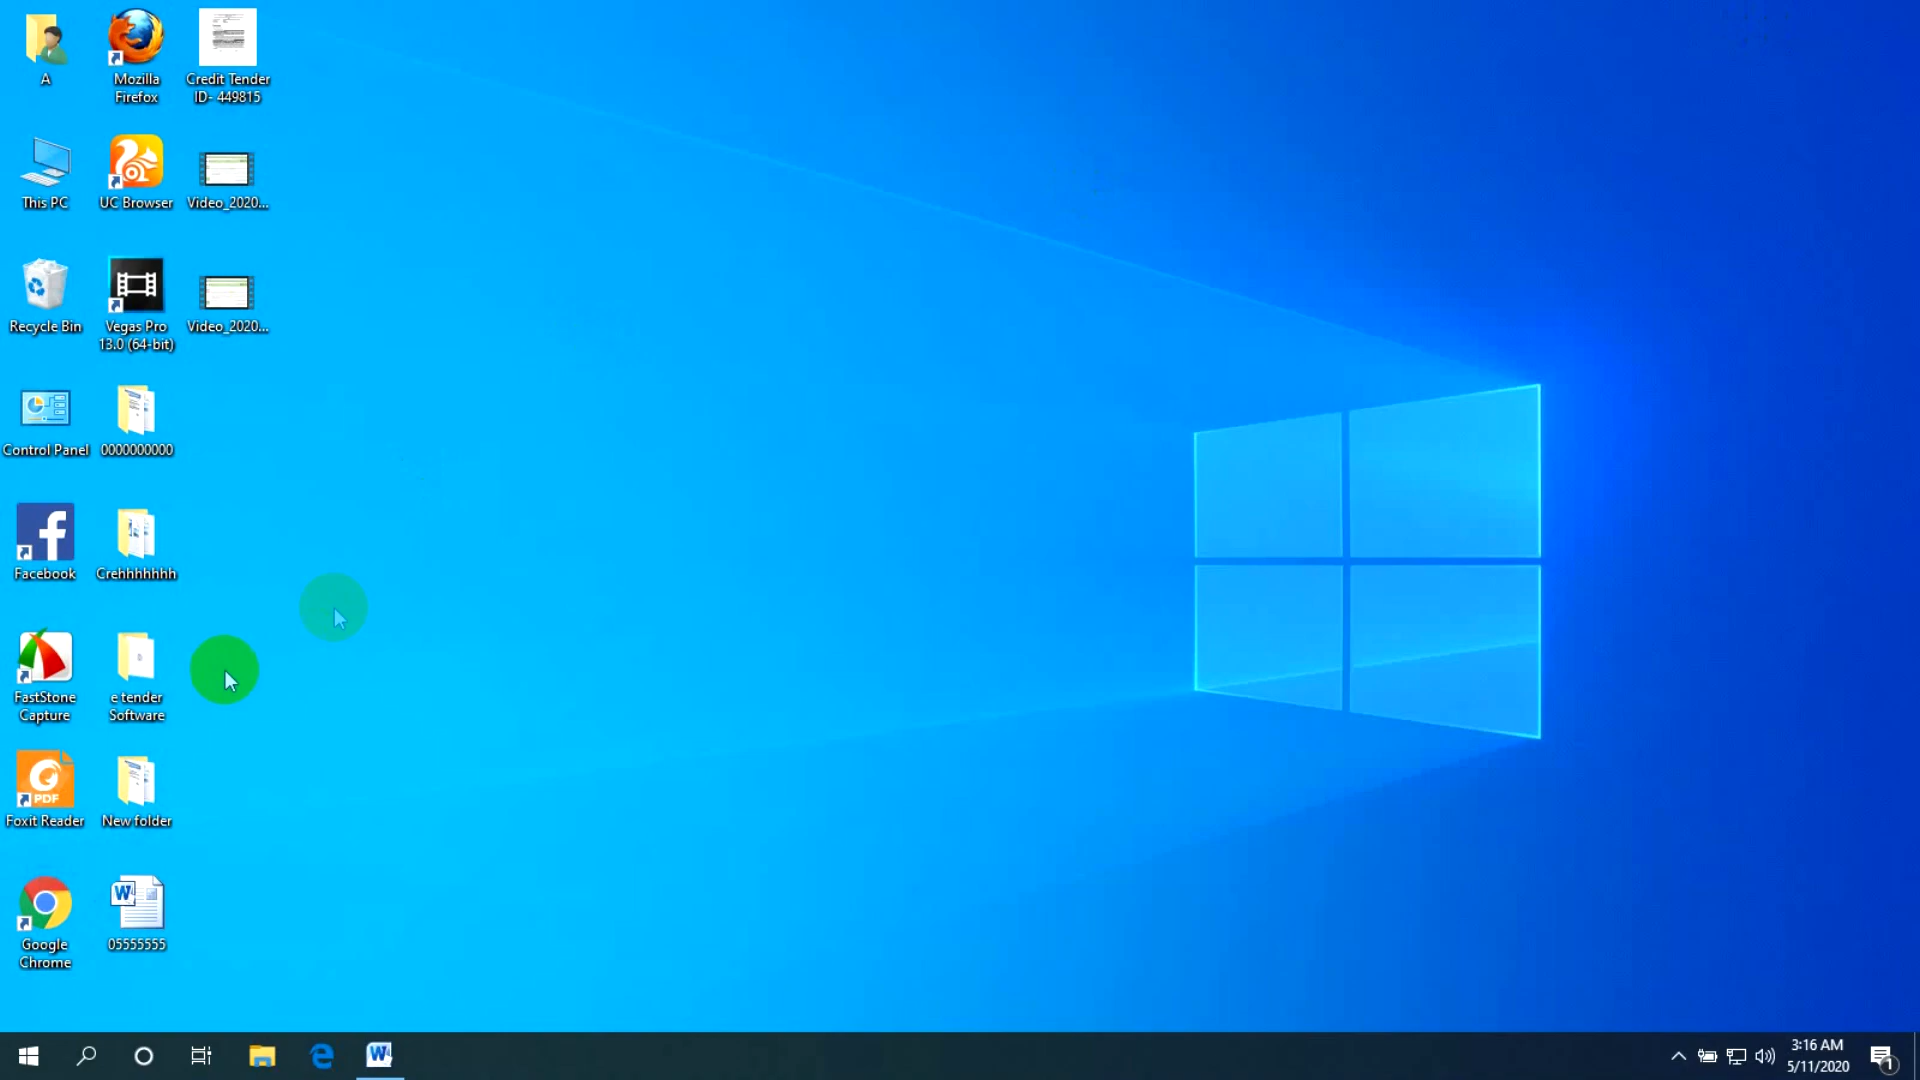 A
Mozilla
Firefox
Credit Tender
ID- 449815
This PC
UC Browser
Video_2020...
Recycle Bin
Vegas Pro
13.0 (64-bit)
Video_2020...
Control Panel
0000000000
Facebook
Crehhhhhhh
FastStone
Capture
e tender
Software
PDF
Foxit Reader
New folder
Google
Chrome
W
05555555
W
3:16 AM
5/11/2020
1